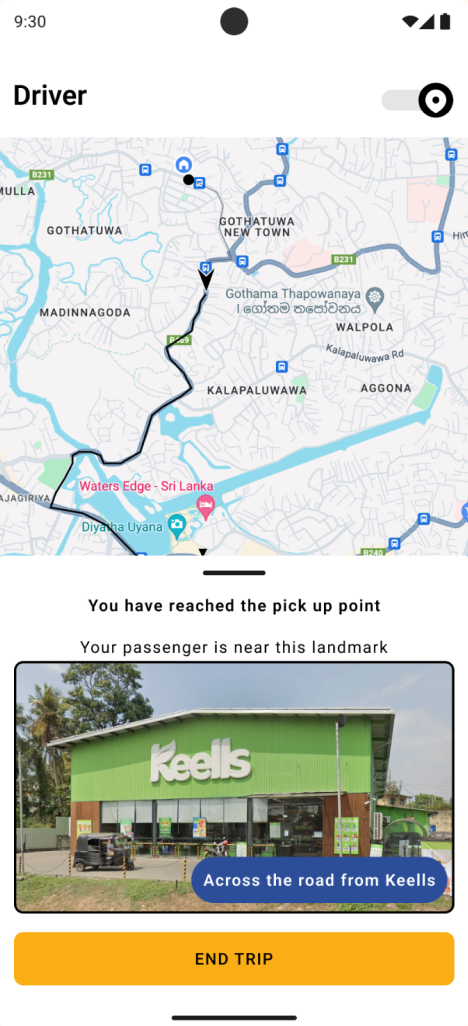 9:30
Driver
B231
MULLA
GOTHATUWA
GOTHATUWA
NEW TOWN
B231
Gothama Thapowanaya
| ගෝතම තපෝවනය
MADINNAGODA
WALPOLA
Kalapaluwawa Rd
KALAPALUWAWA
AGGONA
Waters Edge - Sri Lanka
AJAGIRIYA
Diyatha Uyana
B240
You have reached the pick up point
Your passenger is near this landmark
Keells
Across the road from Keells
END TRIP